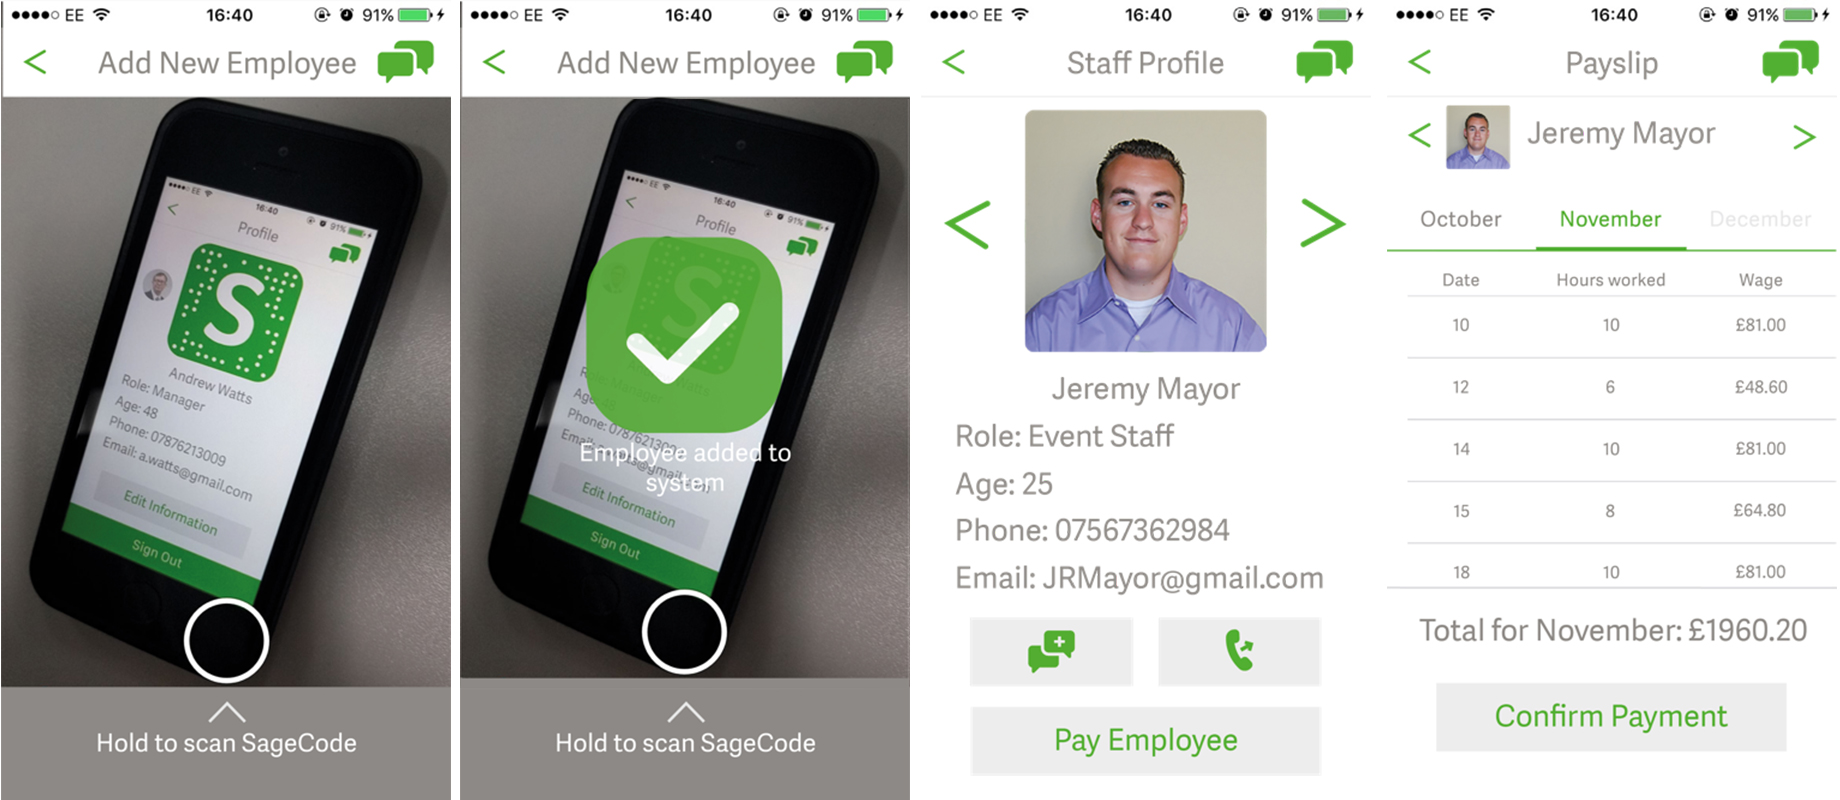 EE 16:40 91%
Add New Employee
EE 16:40 91%
Profile
S
Andrew Watts
Role: Manager
Age: 48
Phone: 07876213009
Email: a.watts@gmail.com
Edit Information
Sign Out
Hold to scan SageCode
EE 16:40 91%
Add New Employee
EE 16:40 91%
Profile
S
Phone: 07876213009
Employee added to
system
Edit Information
Sign Out
Hold to scan SageCode
EE 16:40 91%
Staff Profile
Jeremy Mayor
Role: Event Staff
Age: 25
Phone: 07567362984
Email: JRMayor@gmail.com
Pay Employee
EE 16:40 91%
Payslip
Jeremy Mayor
October November December
Date Hours worked Wage
10 10 £81.00
12 6 £48.60
14 10 £81.00
15 8 £64.80
18 10 £81.00
Total for November: £1960.20
Confirm Payment